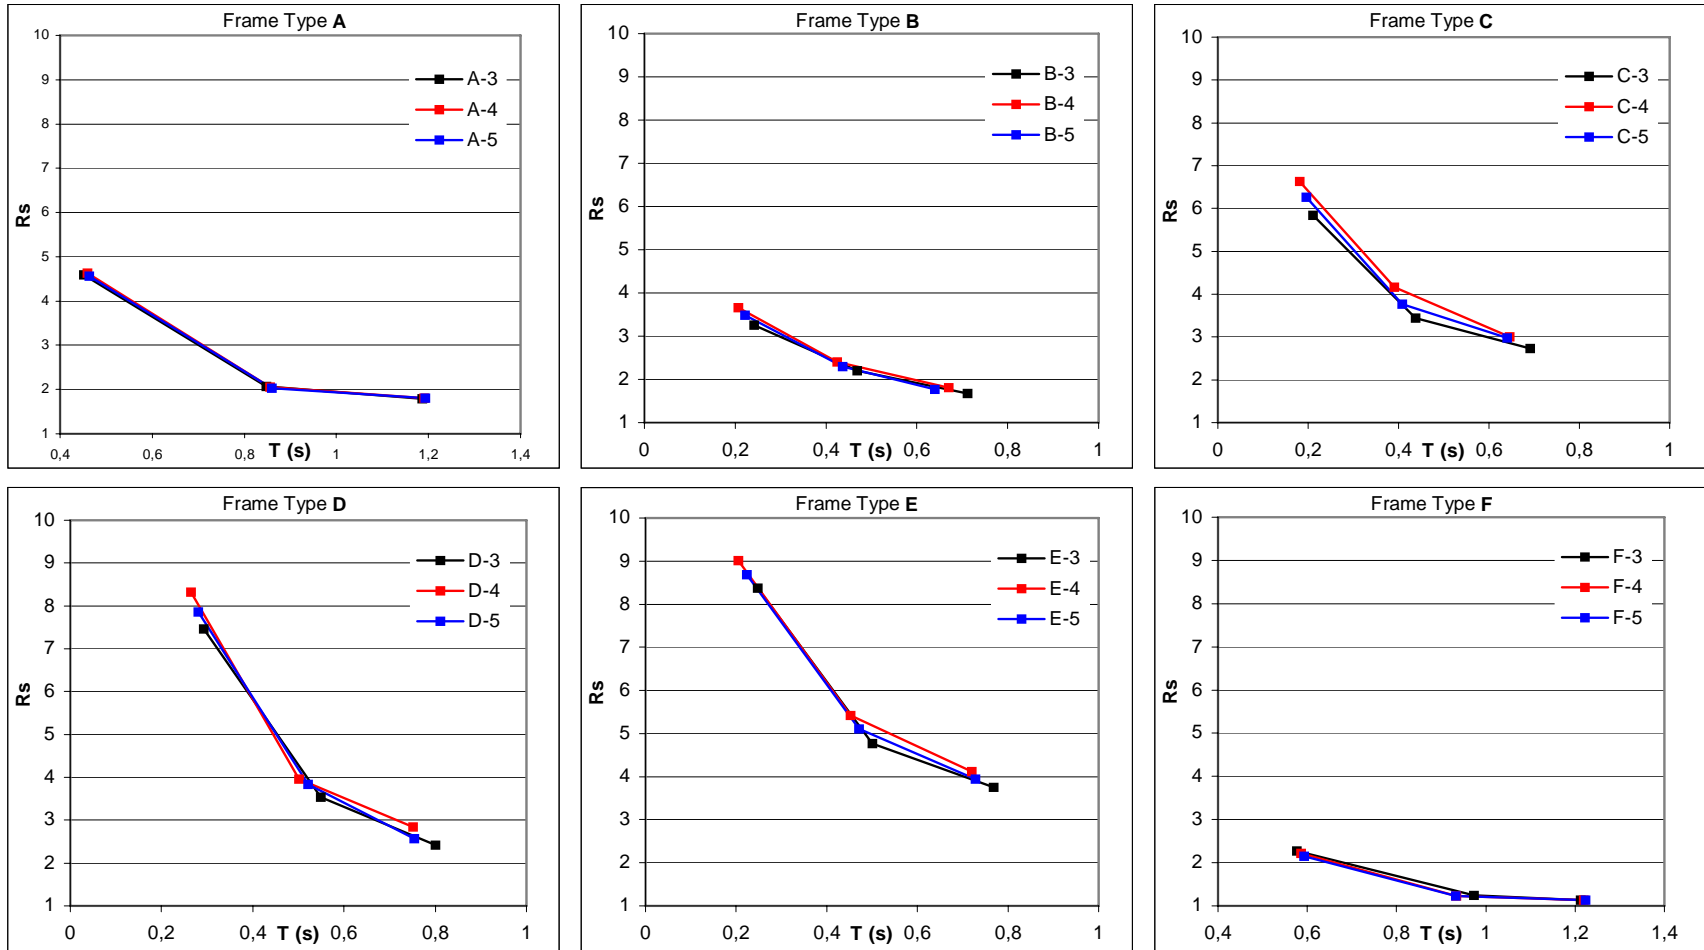 Frame Type A
10
9
8
7
6
5
4
3
2
1
Rs
A-3
A-4
A-5
0,4 0,6 0,8 1 1,2 1,4
T (s)
Frame Type B
10
9
8
7
6
5
4
3
2
1
Rs
B-3
B-4
B-5
0 0,2 0,4 0,6 0,8 1
T (s)
Frame Type C
10
9
8
7
6
5
4
3
2
1
Rs
C-3
C-4
C-5
0 0,2 0,4 0,6 0,8 1
T (s)
Frame Type D
10
9
8
7
6
5
4
3
2
1
Rs
D-3
D-4
D-5
0 0,2 0,4 0,6 0,8 1
T (s)
Frame Type E
10
9
8
7
6
5
4
3
2
1
Rs
E-3
E-4
E-5
0 0,2 0,4 0,6 0,8 1
T (s)
Frame Type F
10
9
8
7
6
5
4
3
2
1
Rs
F-3
F-4
F-5
0,4 0,6 0,8 1 1,2 1,4
T (s)